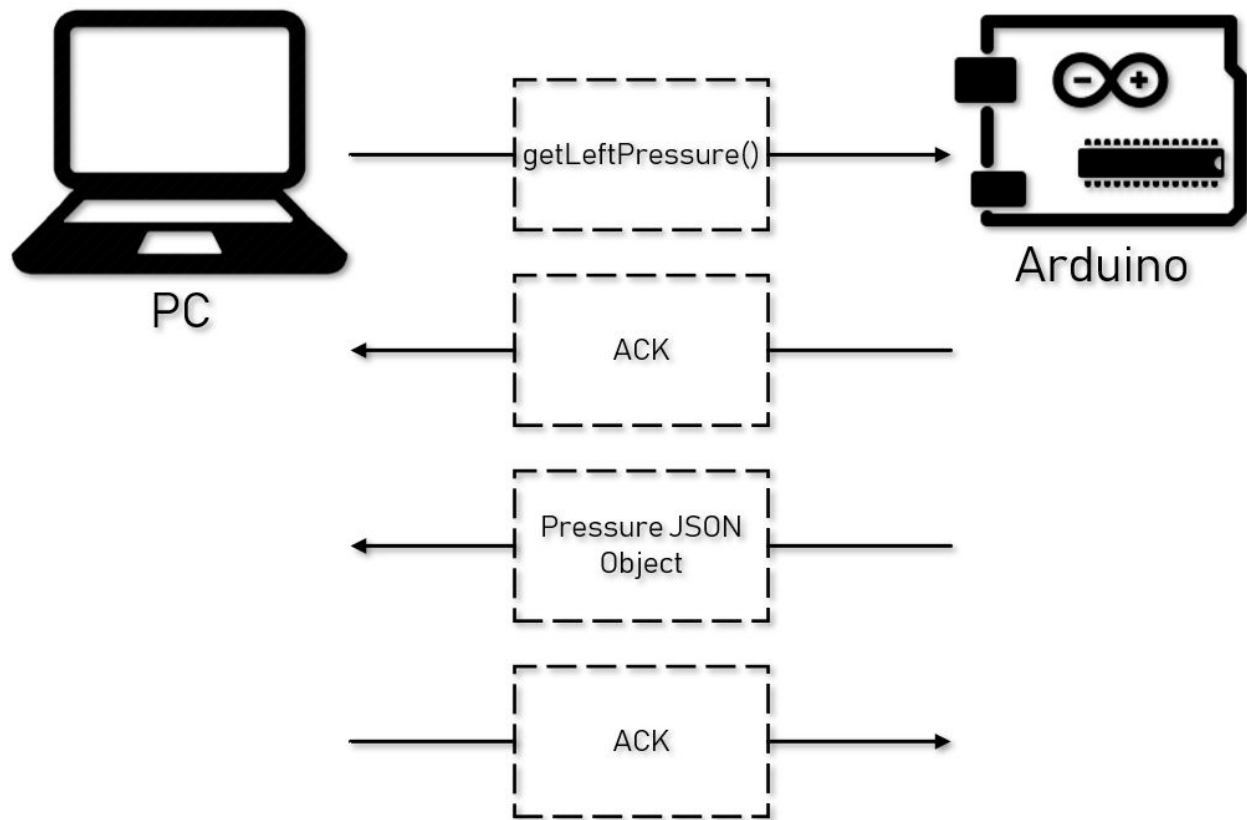 getLeftPressure()
Arduino
PC
ACK
Pressure JSON
Object
ACK